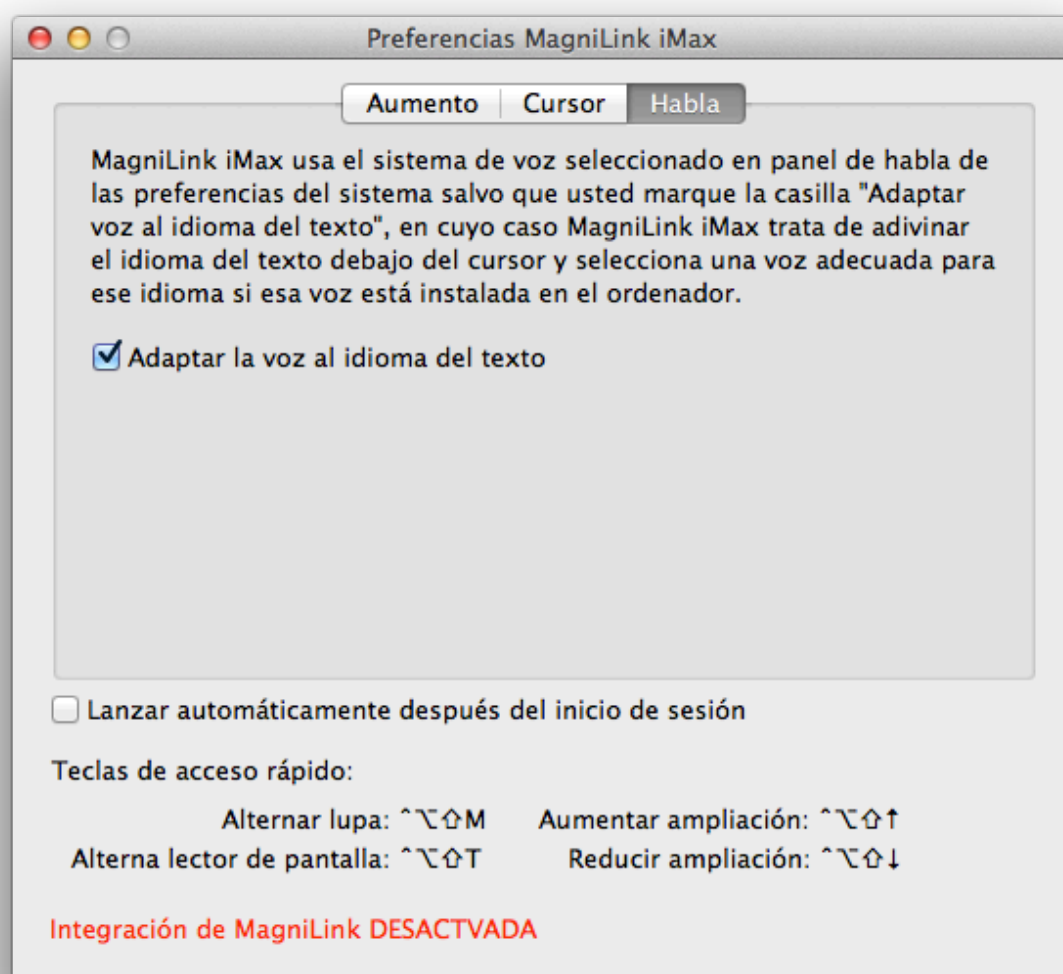 Preferencias MagniLink iMax
Aumento Cursor Habla
MagniLink iMax usa el sistema de voz seleccionado en panel de habla de
las preferencias del sistema salvo que usted marque la casilla "Adaptar
voz al idioma del texto", en cuyo caso MagniLink iMax trata de adivinar
el idioma del texto debajo del cursor y selecciona una voz adecuada para
ese idioma si esa voz está instalada en el ordenador.
Adaptar la voz al idioma del texto
Lanzar automáticamente después del inicio de sesión
Teclas de acceso rápido:
Alternar lupa: ⌃⌥⇧M Aumentar ampliación: ⌃⌥⇧↑
Alterna lector de pantalla: ⌃⌥⇧T Reducir ampliación: ⌃⌥⇧↓
Integración de MagniLink DESACTVADA